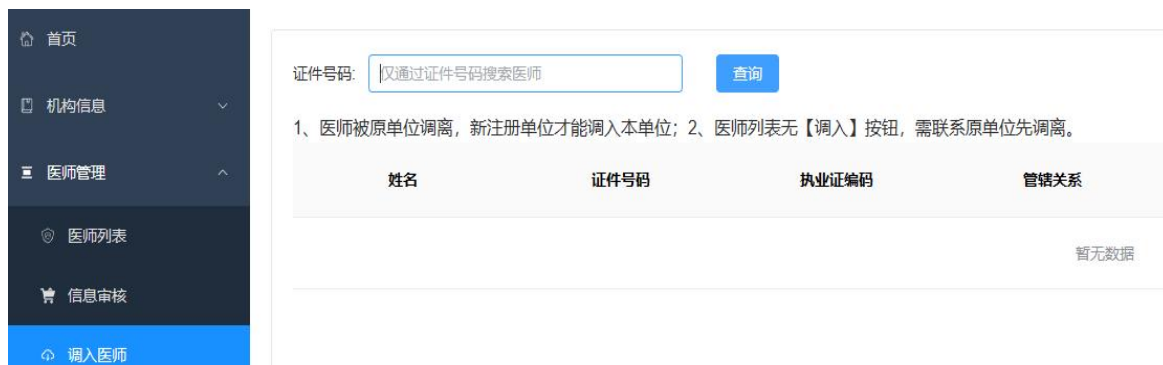 首页
机构信息
医师管理
医师列表
信息审核
调入医师
证件号码: 仅通过证件号码搜索医师 查询
1、医师被原单位调离，新注册单位才能调入本单位；2、医师列表无【调入】按钮，需联系原单位先调离。
姓名 证件号码 执业证编码 管辖关系
暂无数据